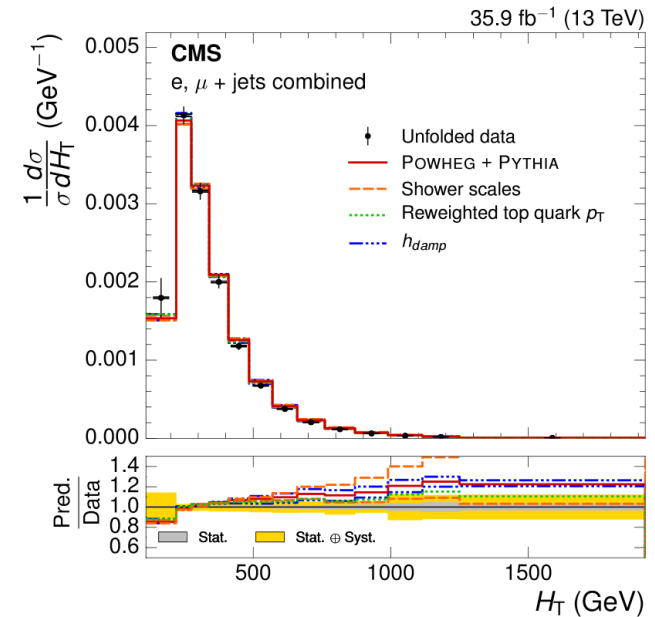 35.9 fb⁻¹ (13 TeV)
CMS
e, μ + jets combined
1/σ dσ/dH_T (GeV⁻¹)
0.005
0.004
0.003
0.002
0.001
0.000
Unfolded data
POWHEG + PYTHIA
Shower scales
Reweighted top quark p_T
h_damp
Pred.
Data
1.4
1.2
1.0
0.8
0.6
Stat.
Stat. ⊕ Syst.
500 1000 1500
H_T (GeV)